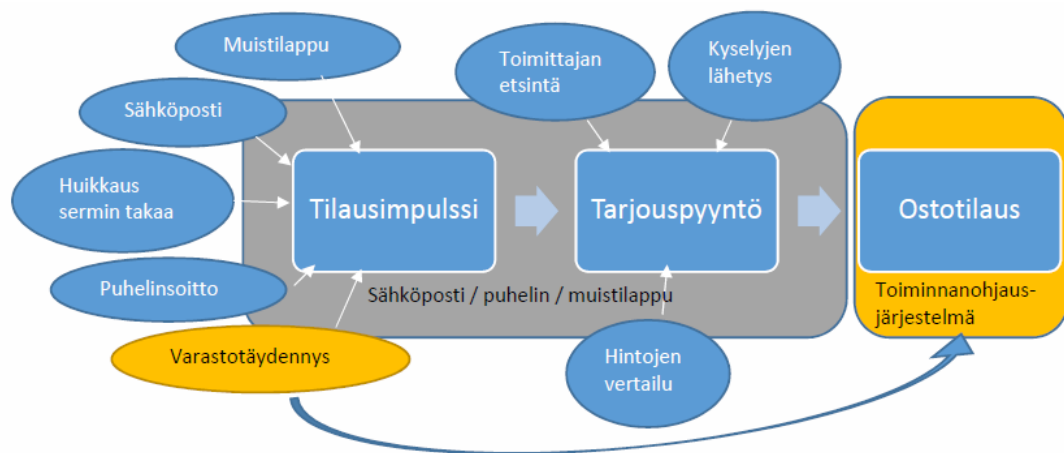 Muistilappu
Toimittajan
etsintä
Kyselyjen
lähetys
Sähköposti
Huikkaus
sermin takaa
Tilausimpulssi
Tarjouspyyntö
Ostotilaus
Puhelinsoitto
Sähköposti / puhelin / muistilappu
Toiminnanohjaus-
järjestelmä
Varastotäydennys
Hintojen
vertailu